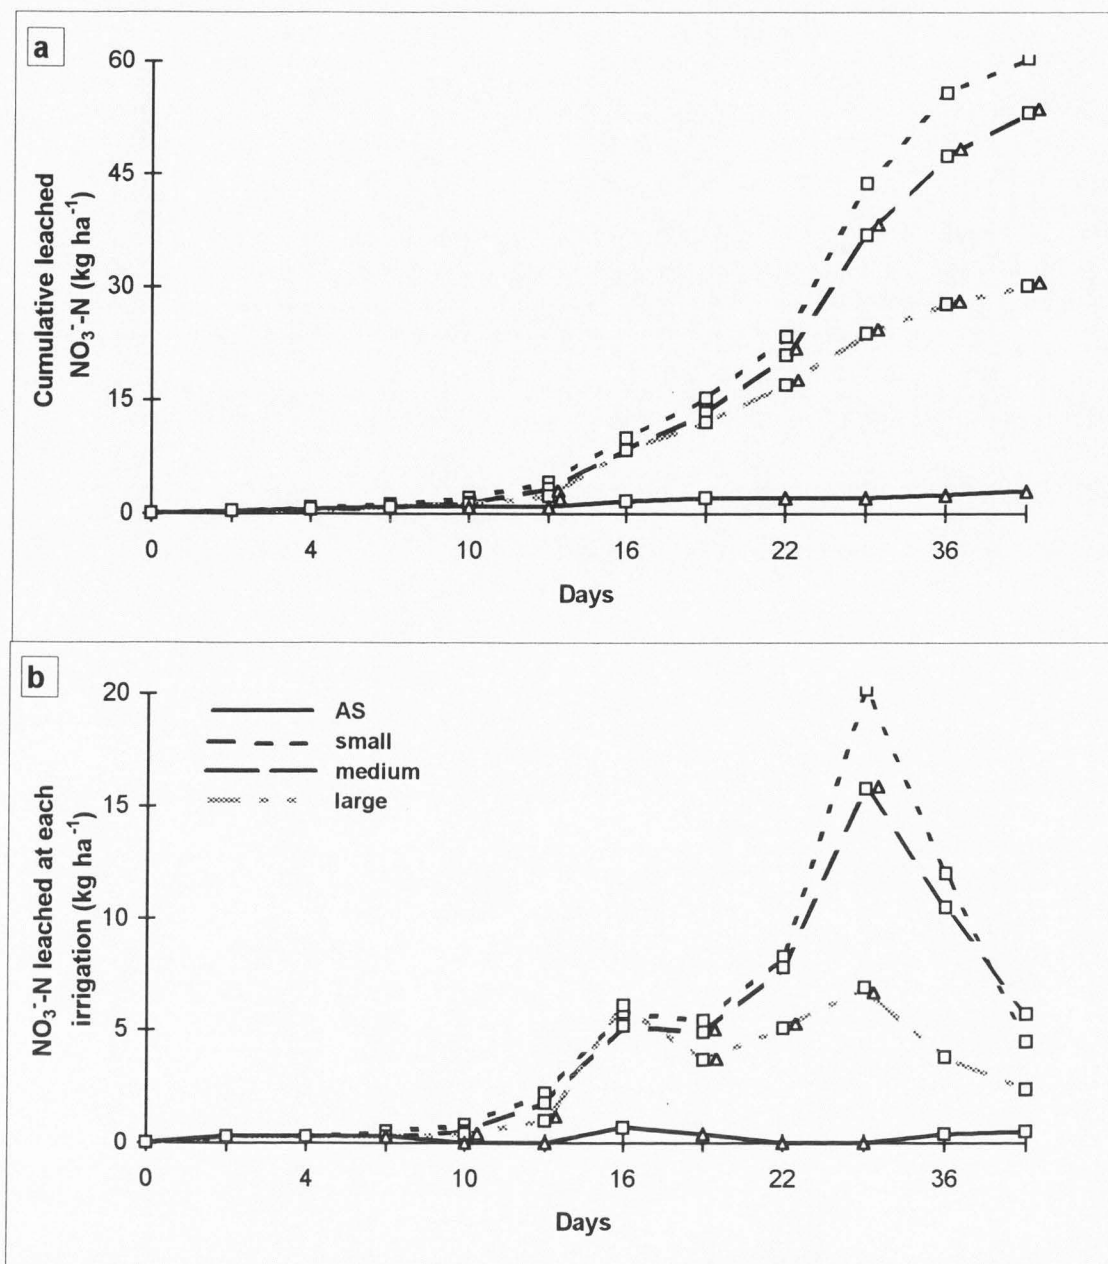 a
60
45
30
15
0
Cumulative leached
NO₃⁻-N (kg ha⁻¹)
0 4 10 16 22 36
Days
b
20
15
10
5
0
NO₃⁻-N leached at each
irrigation (kg ha⁻¹)
AS
small
medium
large
0 4 10 16 22 36
Days